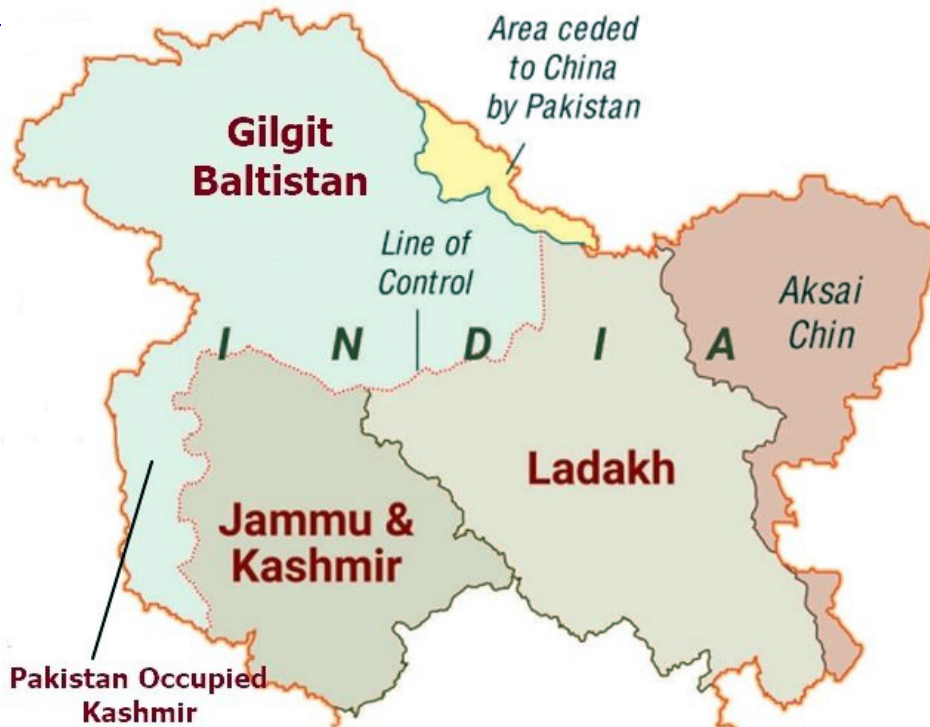 Area ceded
to China
by Pakistan
Gilgit
Baltistan
Line of
Control
Aksai
Chin
I N D I A
Ladakh
Jammu &
Kashmir
Pakistan Occupied
Kashmir